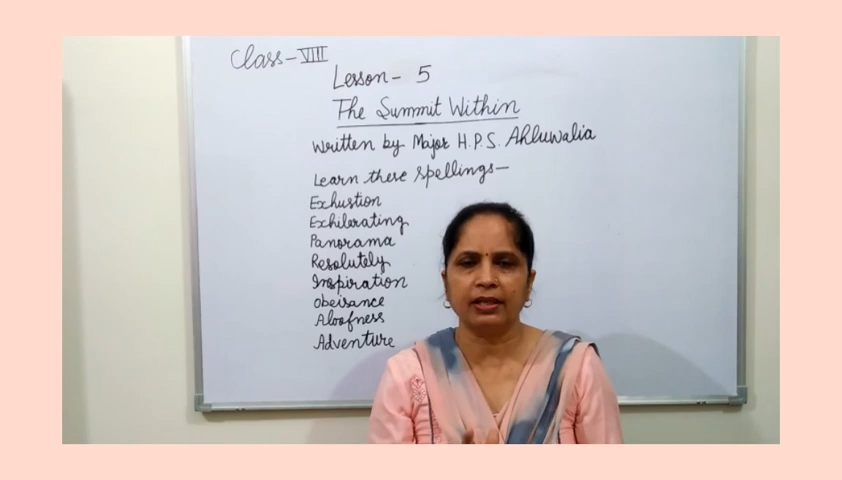 Class-VIII
Lesson- 5
The Summit Within
Written by Major H.P.S. Ahluwalia
Learn these spellings-
Exhustion
Exhilerating
Panorama
Resolutely
Inspiration
Obeisance
Aloofness
Adventure